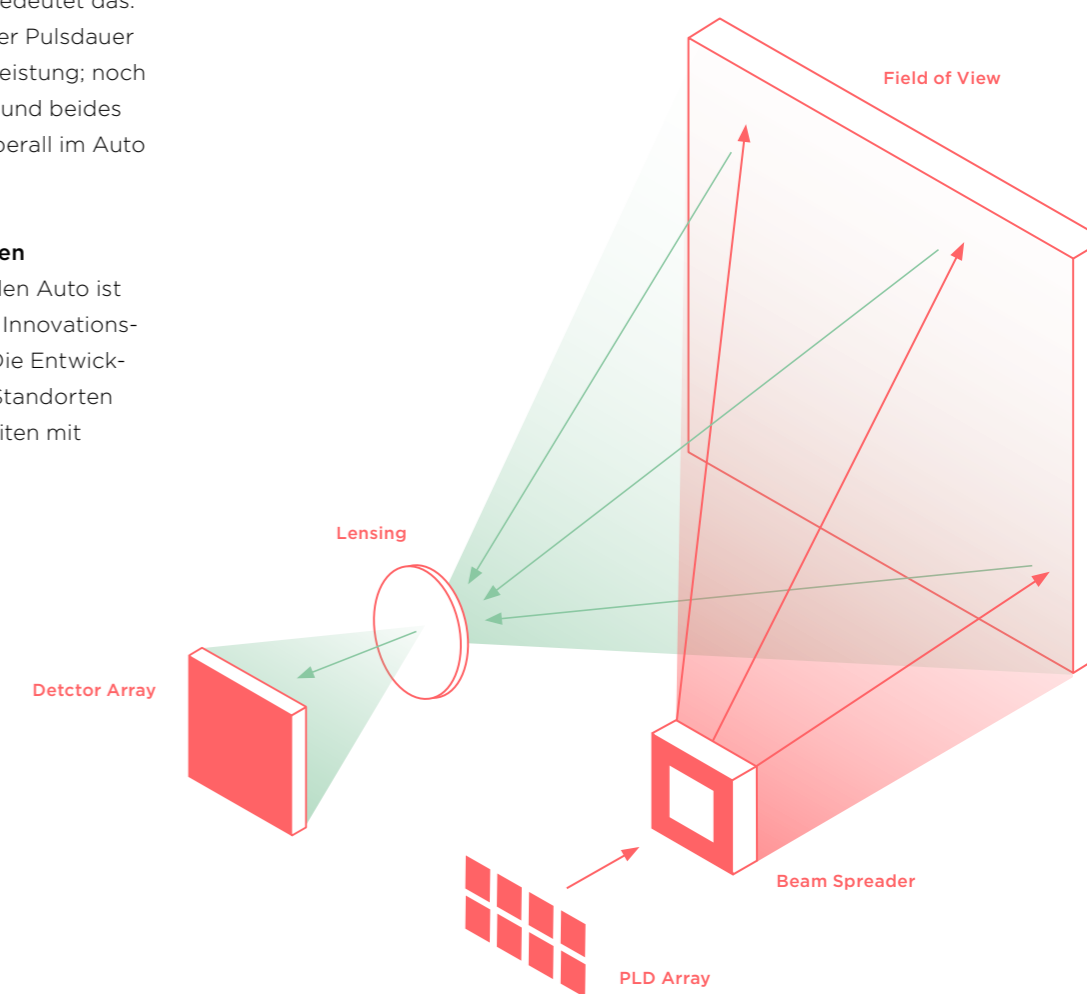 edeutet das:
er Pulsdauer
eistung; noch
und beides
berall im Auto
en
len Auto ist
Innovations-
Die Entwick-
Standorten
iten mit
Field of View
Lensing
Detctor Array
Beam Spreader
PLD Array